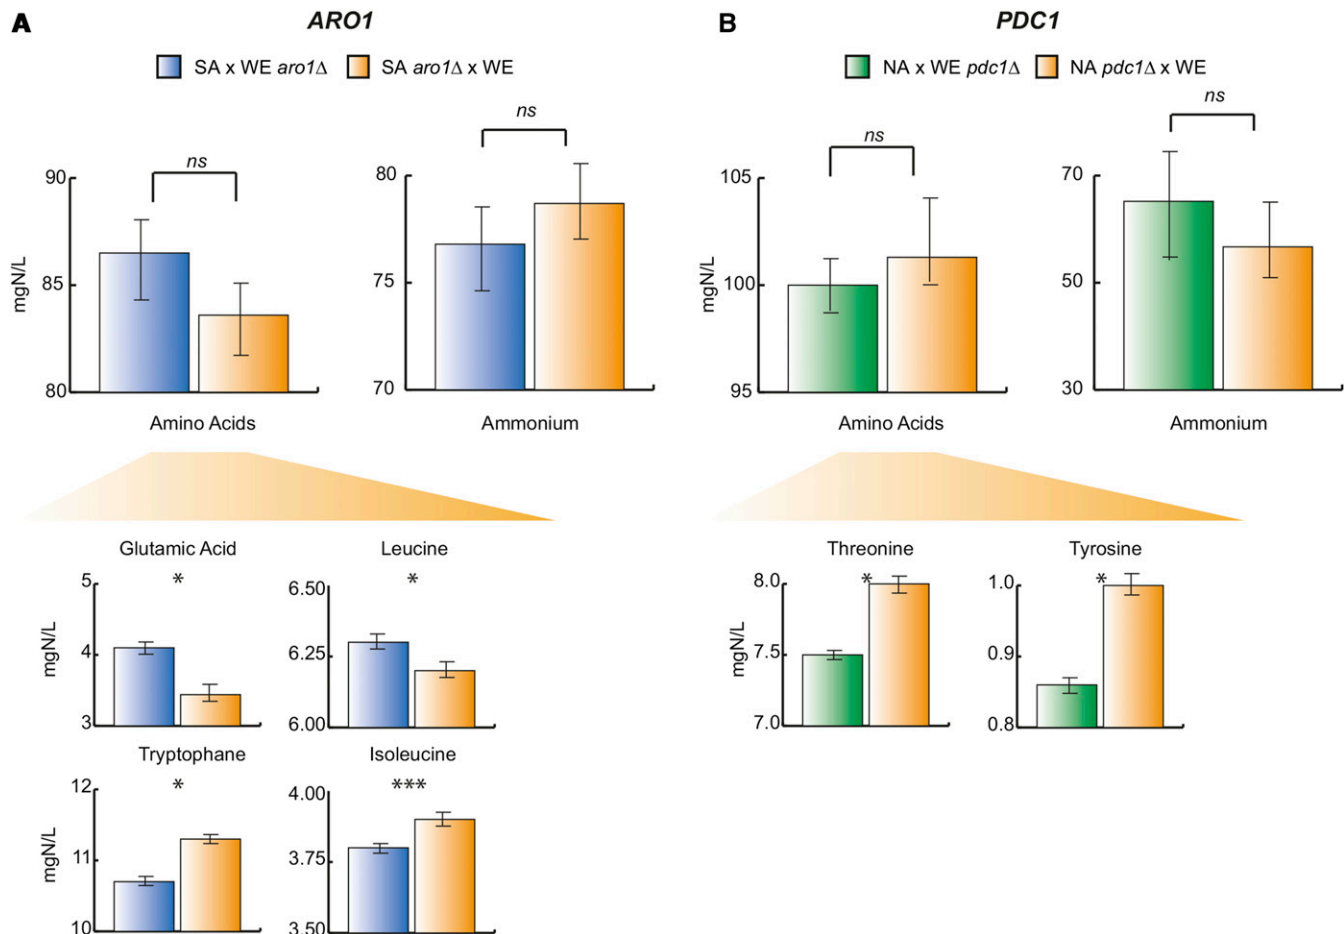 A
ARO1
SA x WE aro1Δ
SA aro1Δ x WE
ns
ns
90
85
80
mgN/L
Amino Acids
80
75
70
Ammonium
Glutamic Acid
*
5
4
3
mgN/L
Leucine
*
6.50
6.25
6.00
Tryptophane
*
12
11
10
mgN/L
Isoleucine
***
4.00
3.75
3.50
B
PDC1
NA x WE pdc1Δ
NA pdc1Δ x WE
ns
ns
105
100
95
mgN/L
Amino Acids
70
50
30
Ammonium
Threonine
*
8.0
7.5
7.0
mgN/L
Tyrosine
*
1.0
0.9
0.8